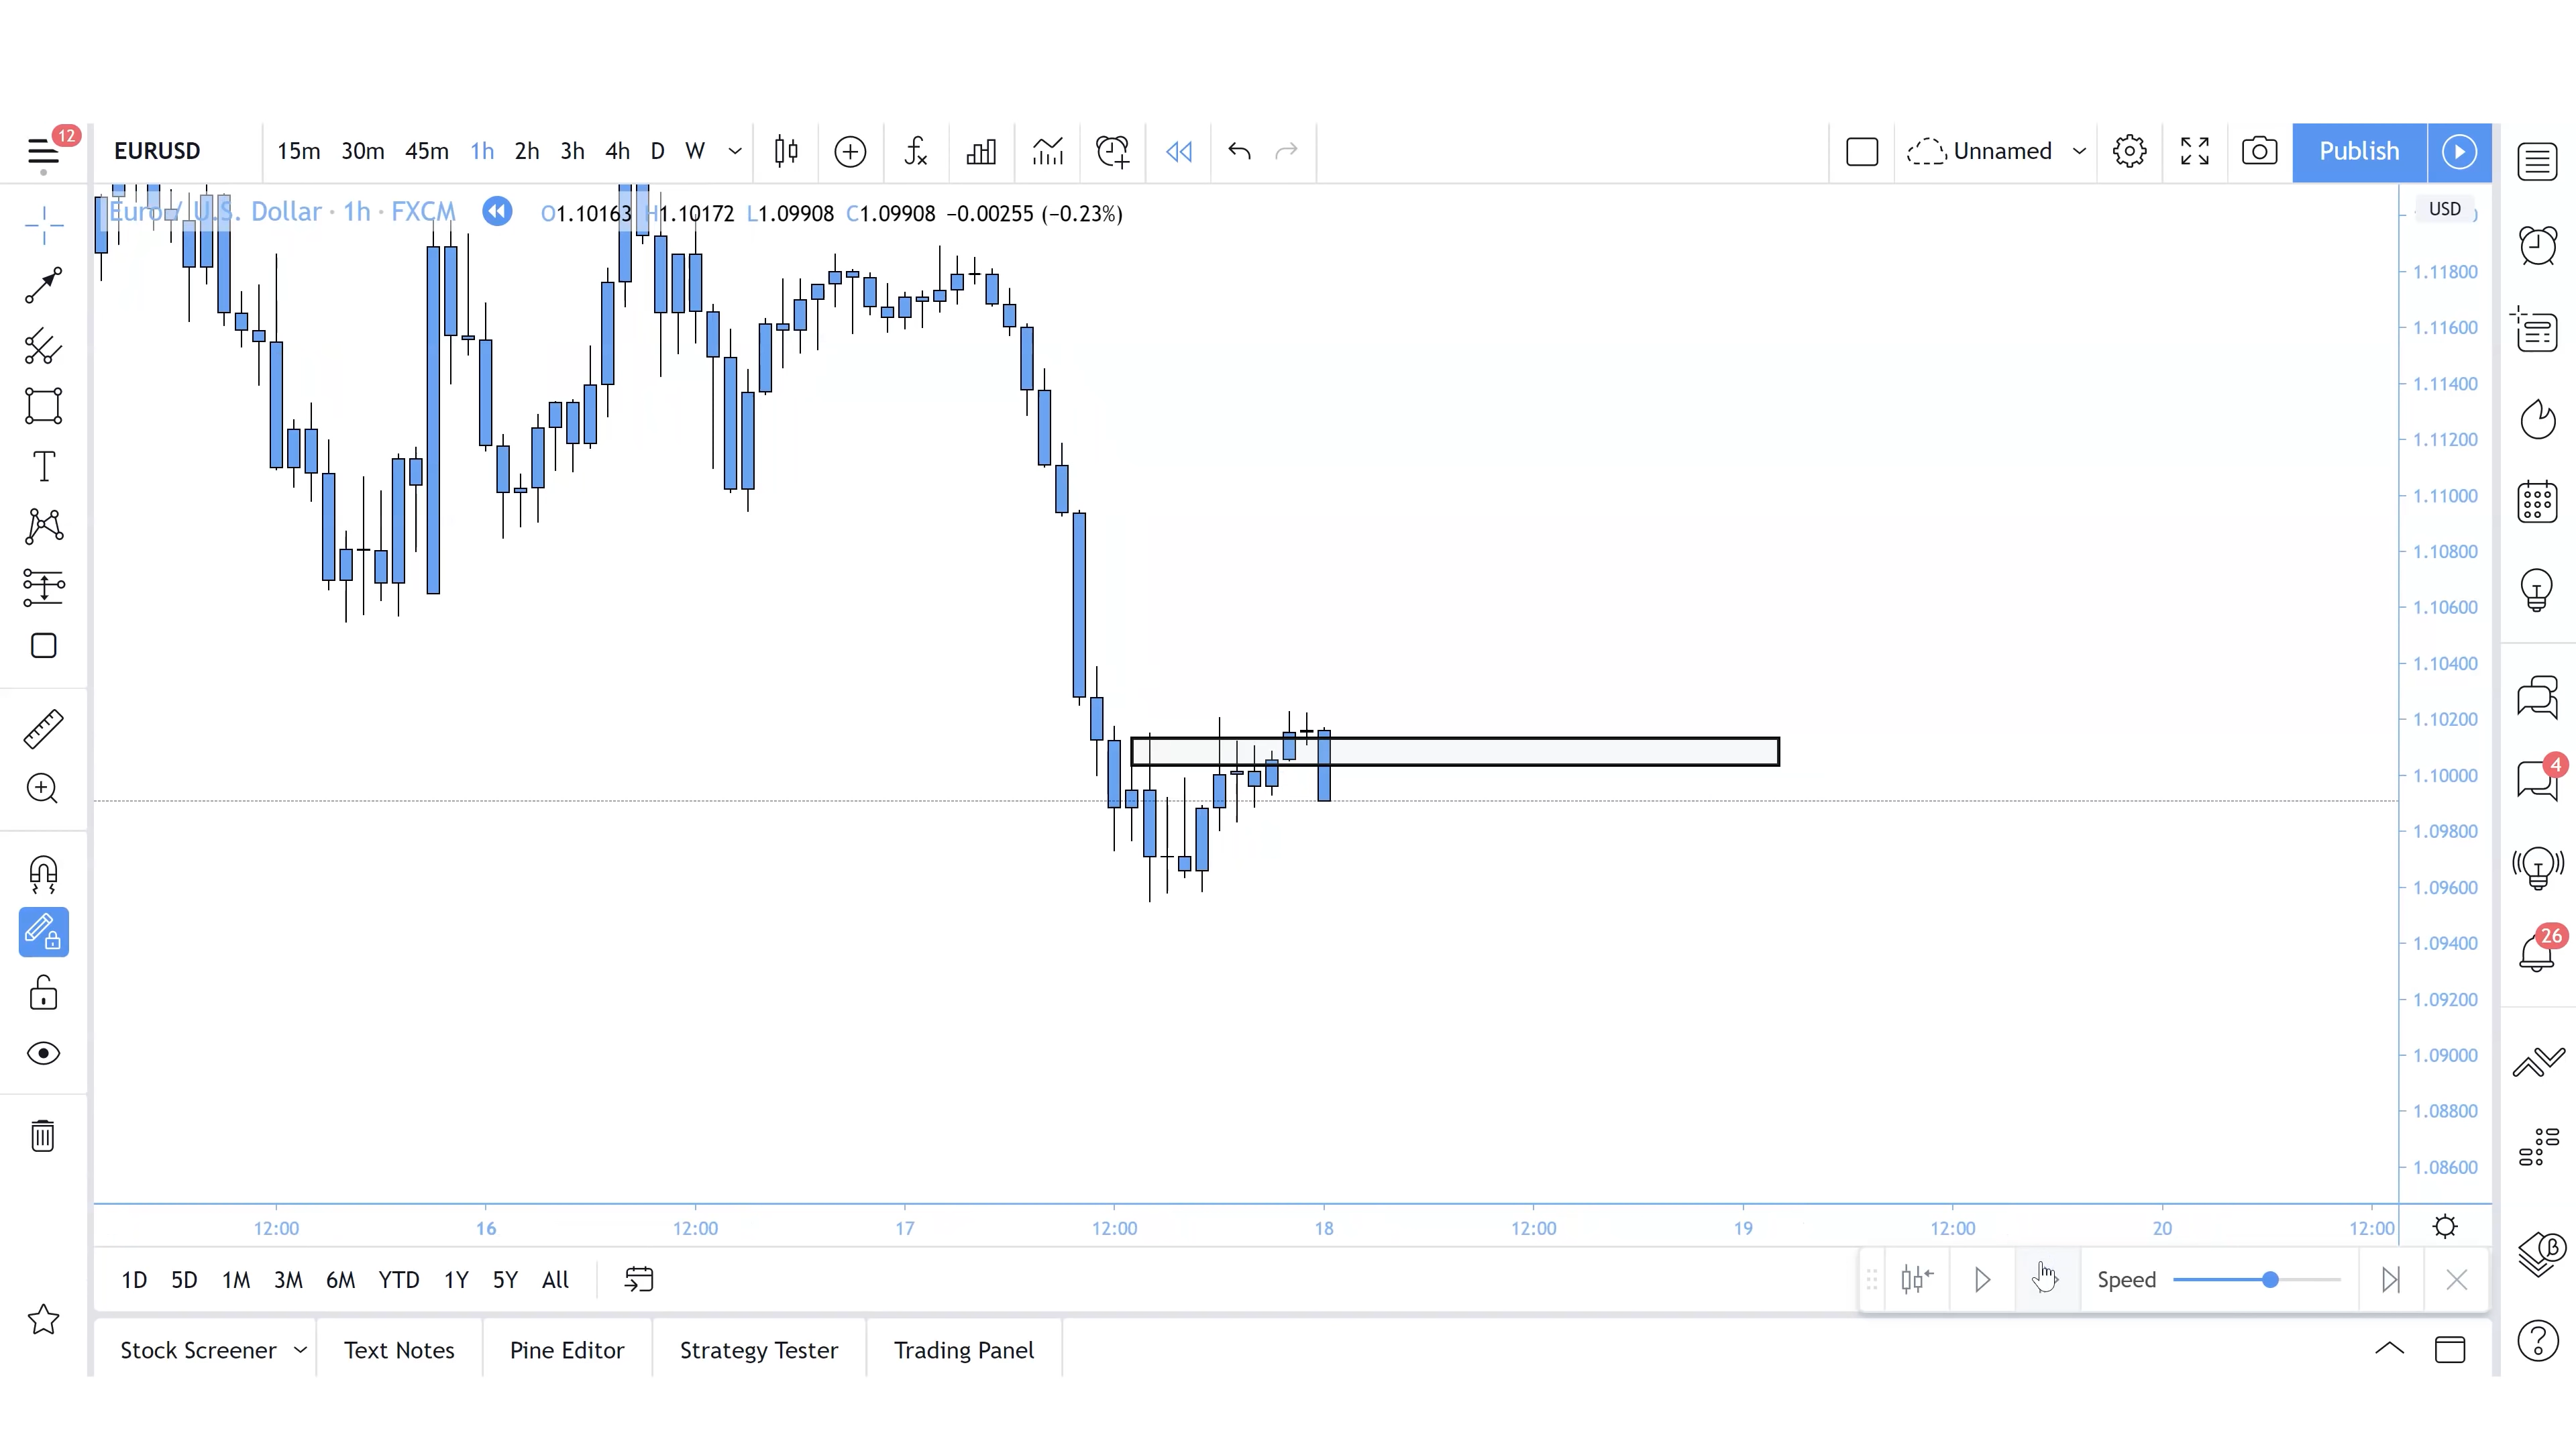 12
EURUSD 15m 30m 45m 1h 2h 3h 4h D W Unnamed Publish
Euro / U.S. Dollar · 1h · FXCM O1.10163 H1.10172 L1.09908 C1.09908 −0.00255 (−0.23%)
USD
1.11800
1.11600
1.11400
1.11200
1.11000
1.10800
1.10600
1.10400
1.10200
1.10000
1.09800
1.09600
1.09400
1.09200
1.09000
1.08800
1.08600
4
26
12:00 16 12:00 17 12:00 18 12:00 19 12:00 20 12:00
1D 5D 1M 3M 6M YTD 1Y 5Y All Speed
β
Stock Screener Text Notes Pine Editor Strategy Tester Trading Panel